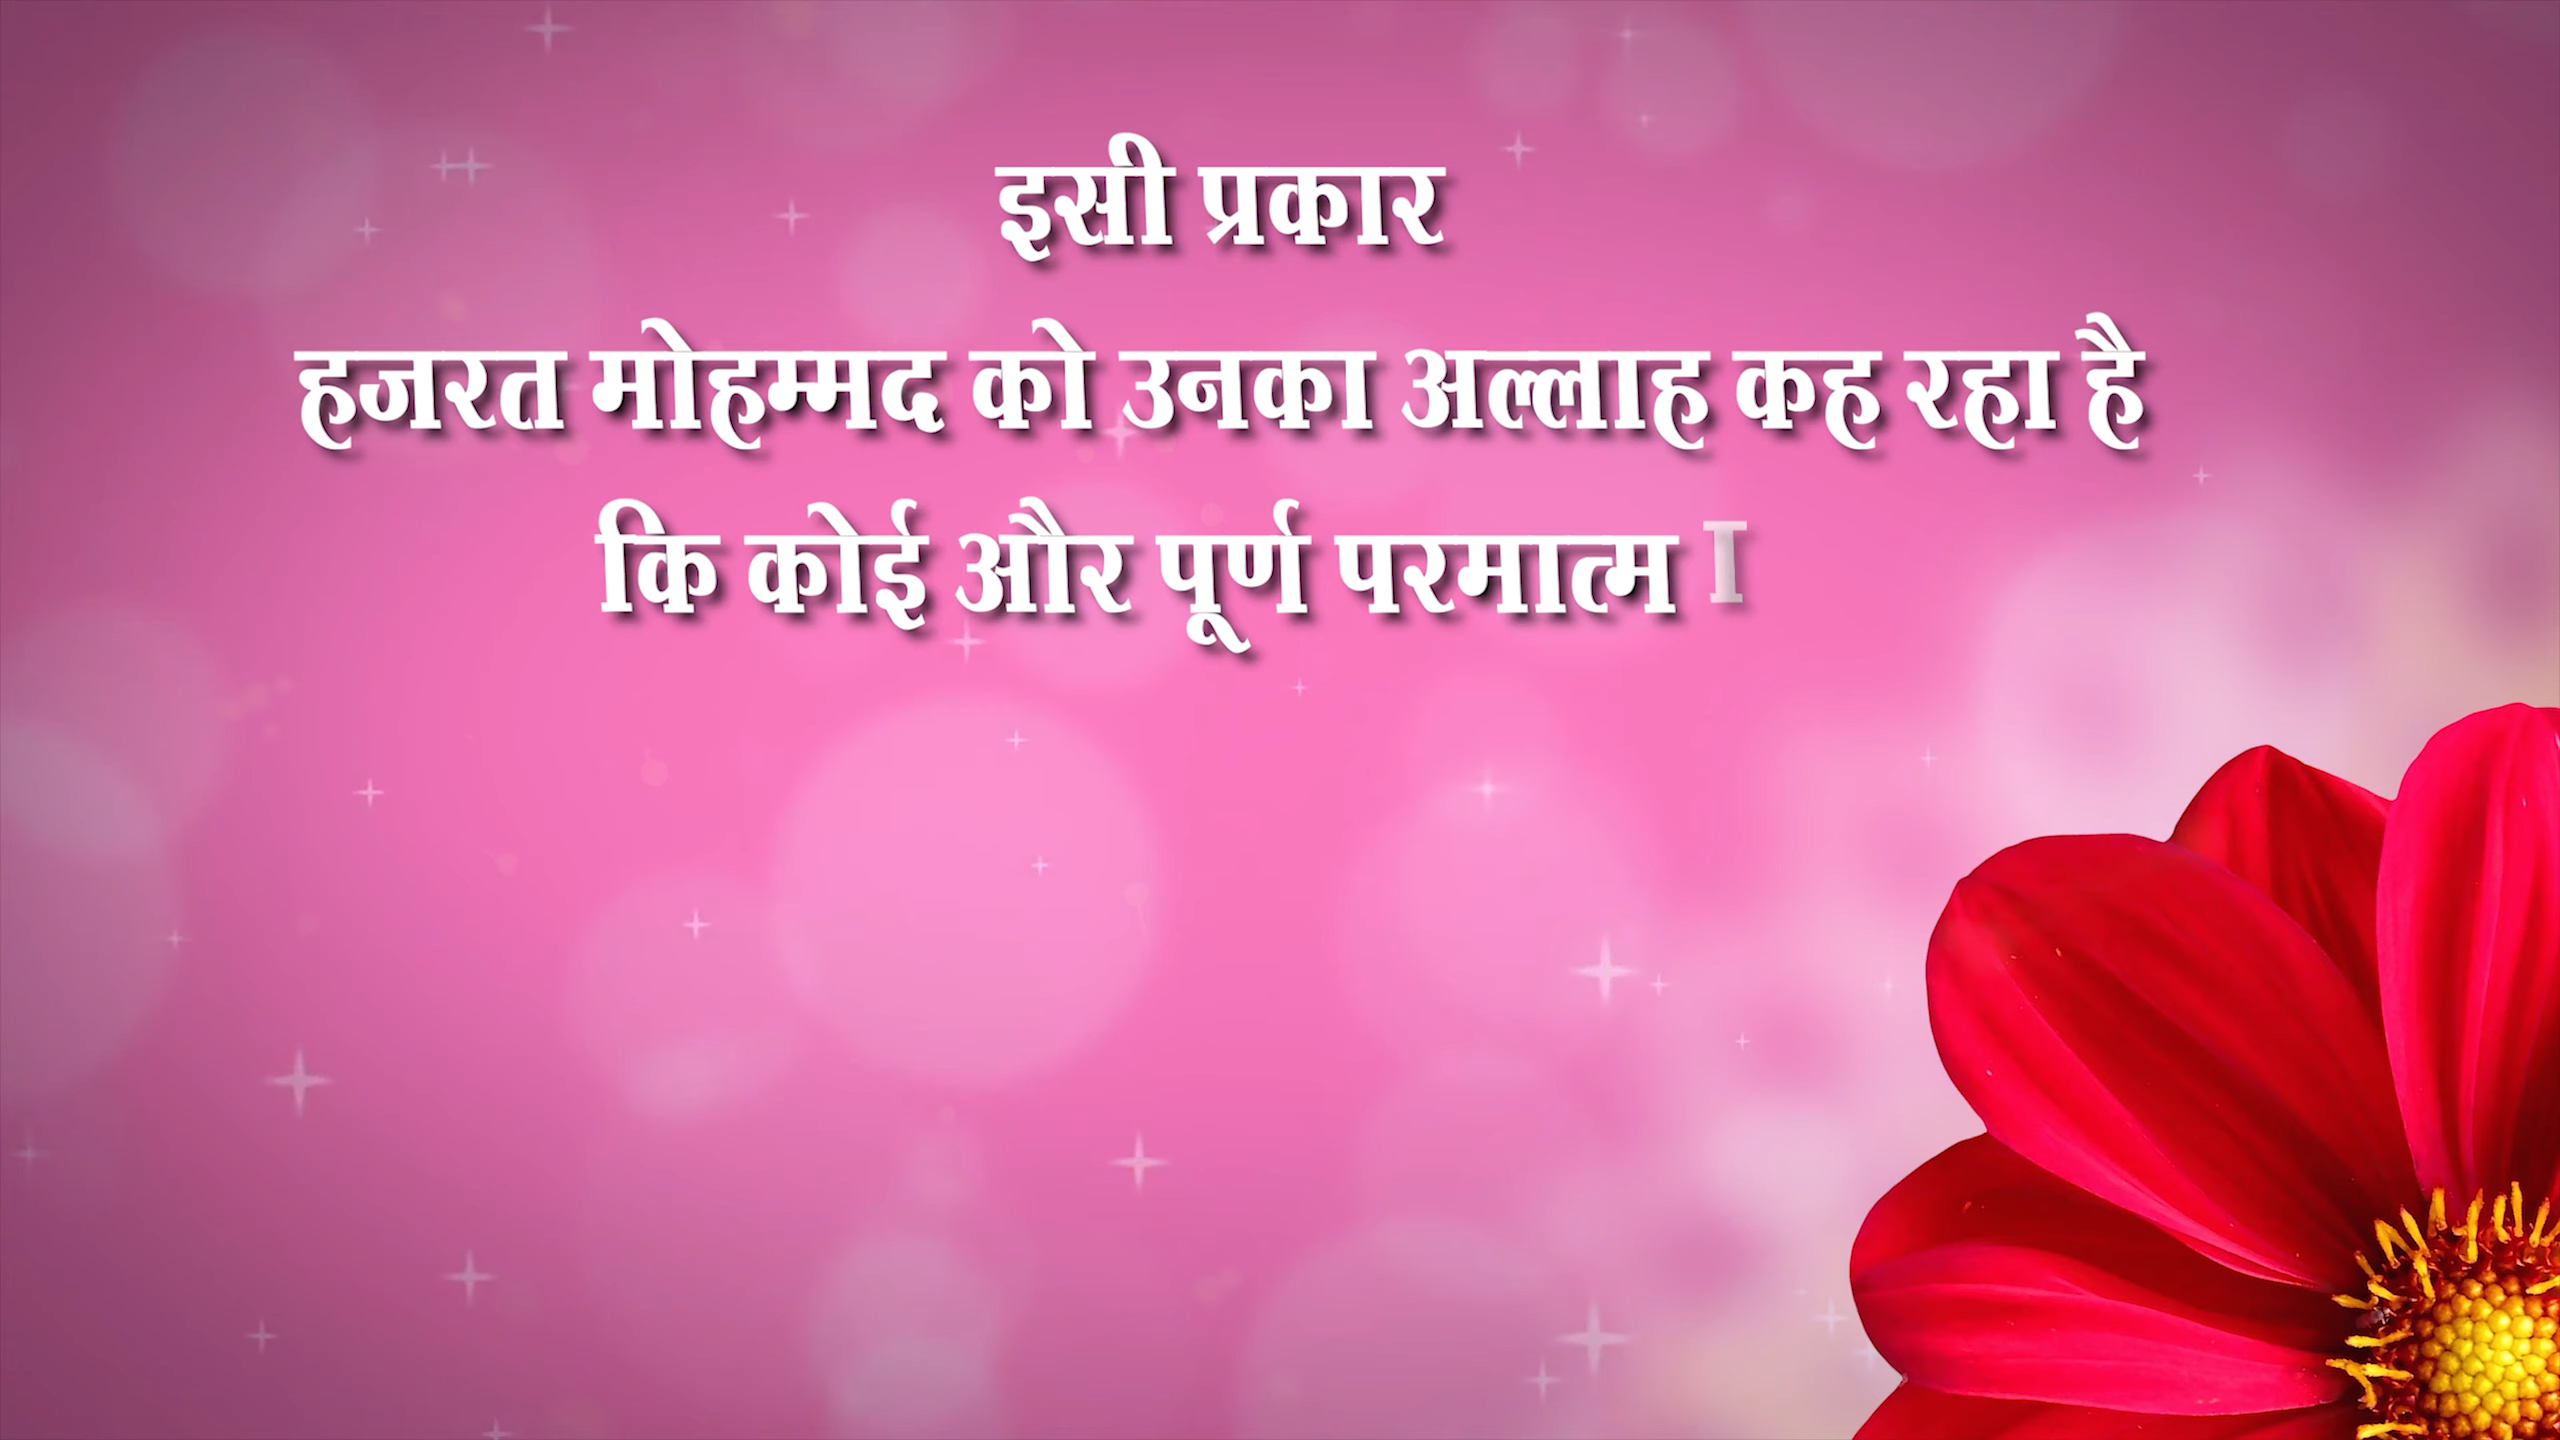 इसी प्रकार
हजरत मोहम्मद को उनका अल्लाह कह रहा है
कि कोई और पूर्ण परमात्मा